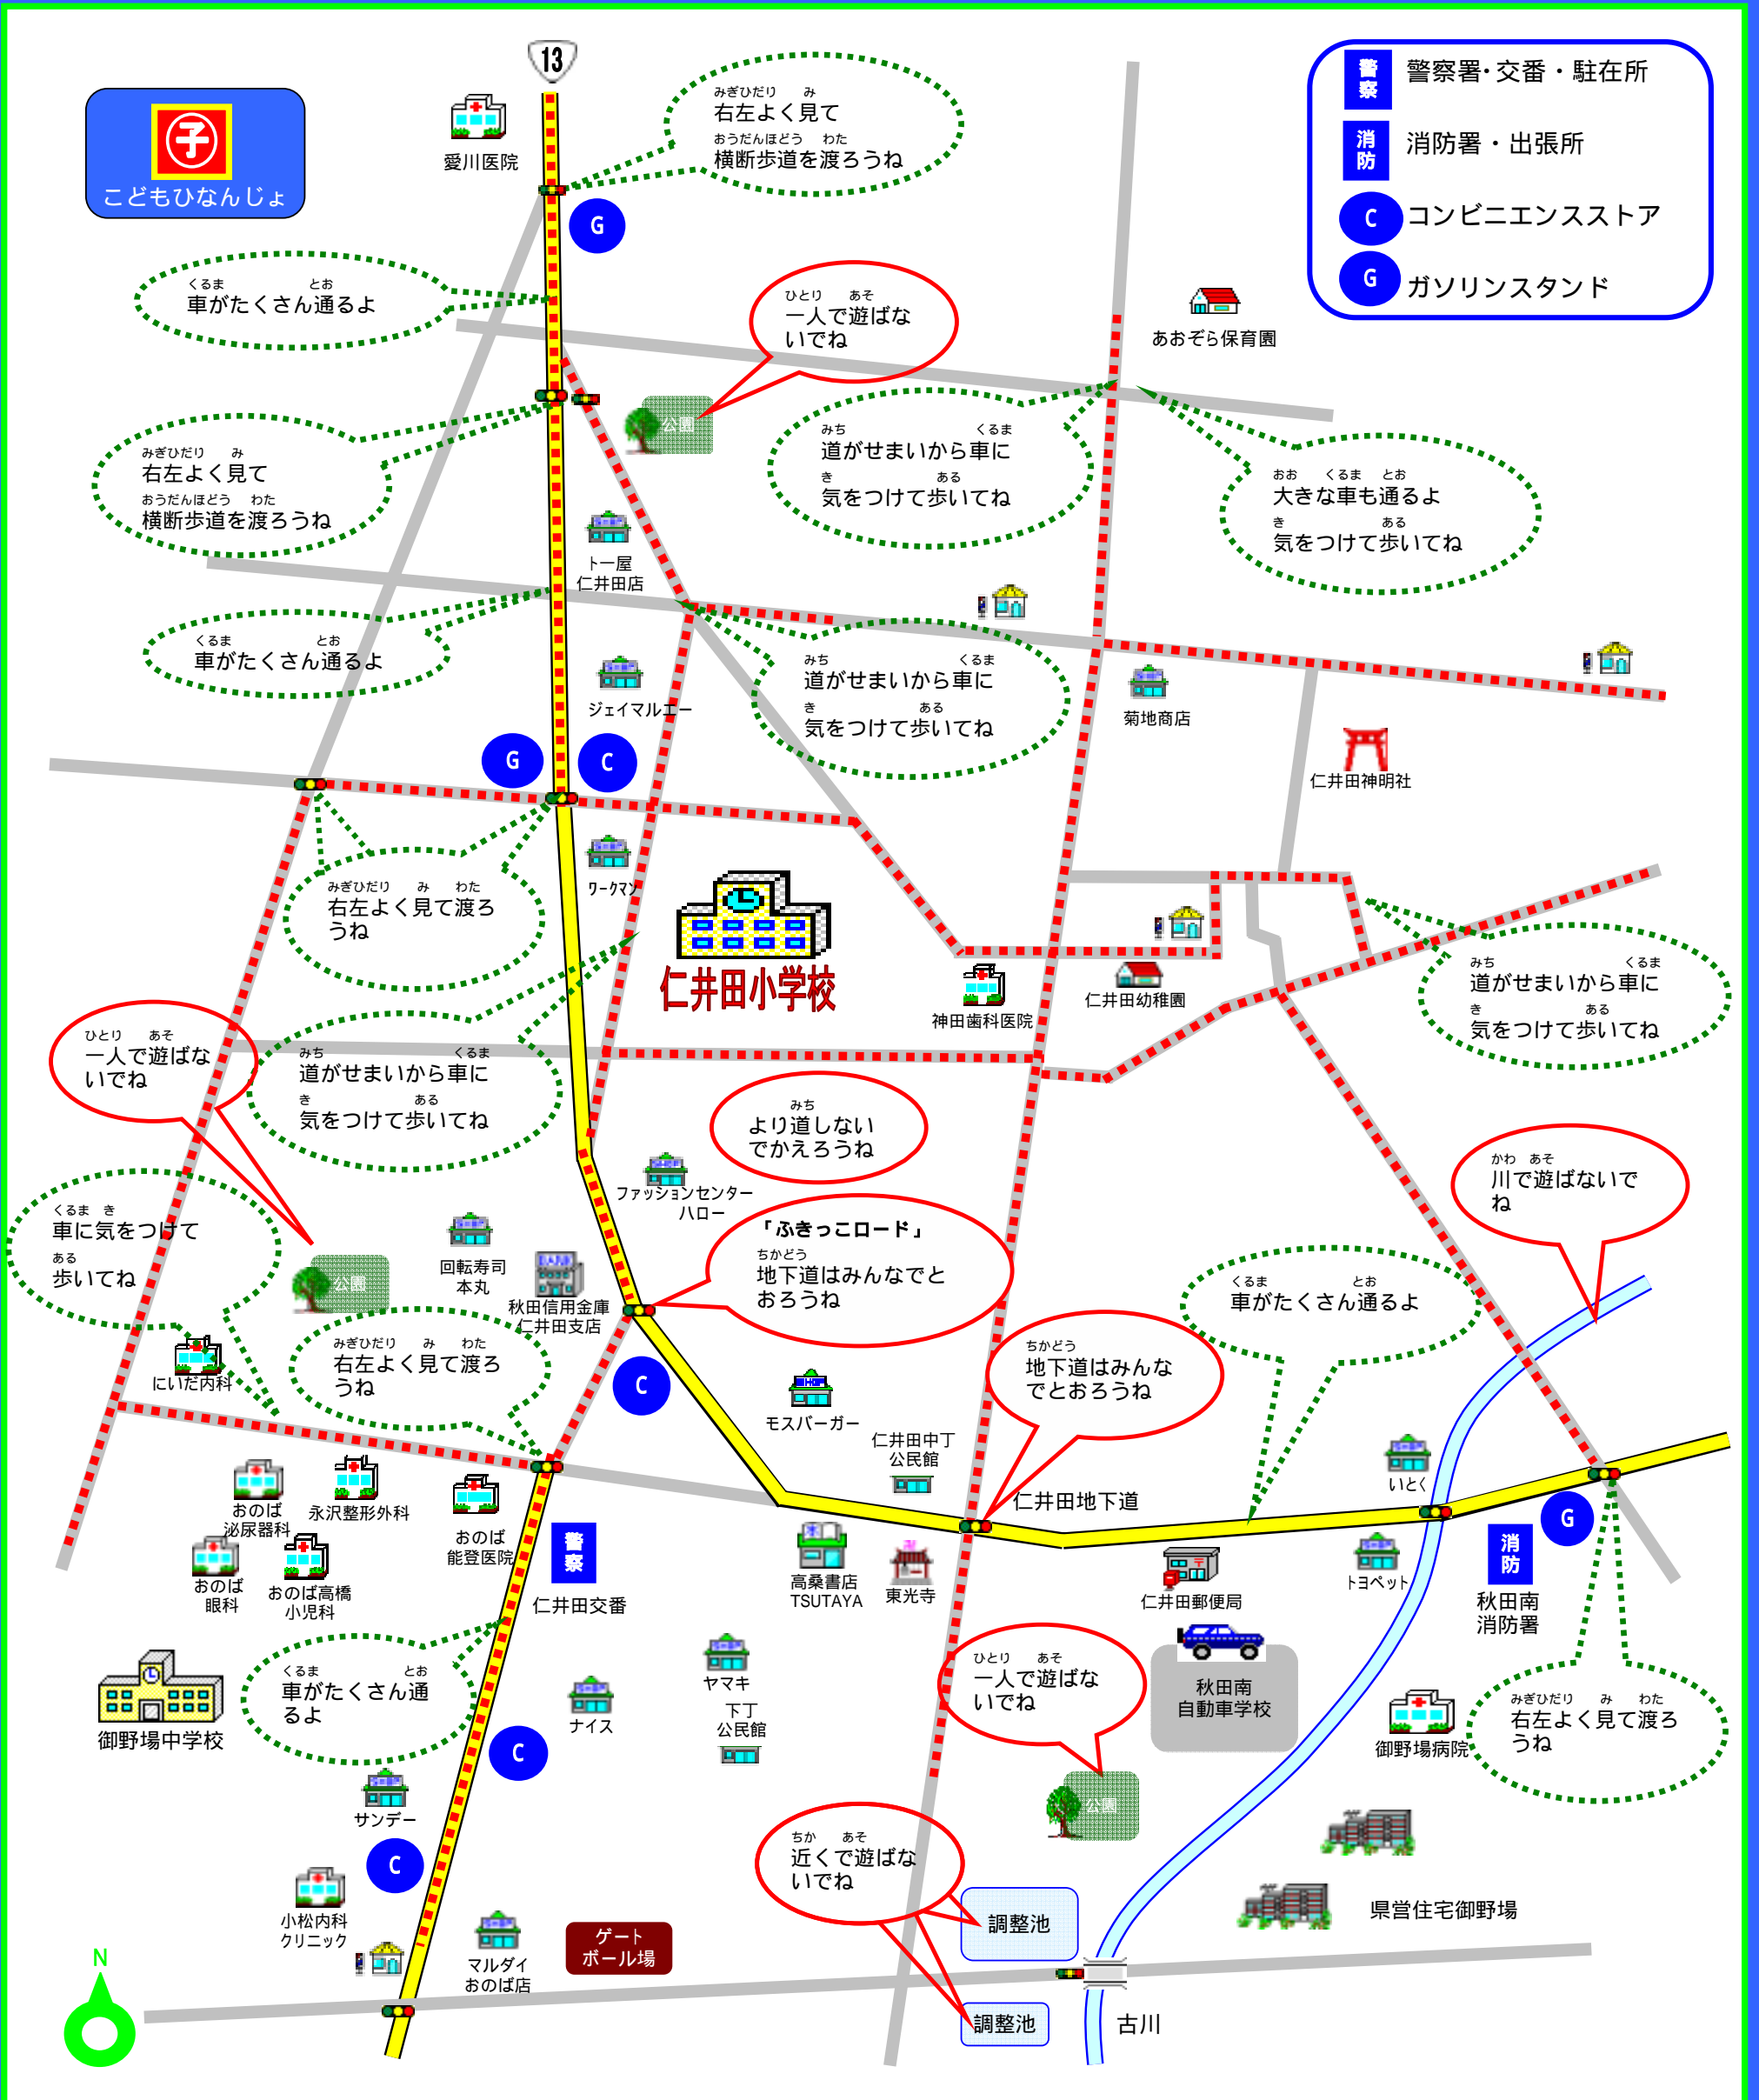 13
子
こどもひなんじょ
愛川医院
みぎひだり み
右左よく見て
おうだんほどう わた
横断歩道を渡ろうね
警察
警察署・交番・駐在所
消防
消防署・出張所
C
コンビニエンスストア
G
ガソリンスタンド
G
くるま とお
車がたくさん通るよ
ひとり あそ
一人で遊ばな
いでね
あおぞら保育園
公園
みぎひだり み
右左よく見て
おうだんほどう わた
横断歩道を渡ろうね
みち くるま
道がせまいから車に
き ある
気をつけて歩いてね
おお くるま とお
大きな車も通るよ
き ある
気をつけて歩いてね
トー屋
仁井田店
くるま とお
車がたくさん通るよ
ジェイマルエー
みち くるま
道がせまいから車に
き ある
気をつけて歩いてね
菊地商店
仁井田神明社
G
C
ワークマン
みぎひだり み わた
右左よく見て渡ろ
うね
仁井田小学校
神田歯科医院
仁井田幼稚園
みち くるま
道がせまいから車に
き ある
気をつけて歩いてね
ひとり あそ
一人で遊ばな
いでね
みち くるま
道がせまいから車に
き ある
気をつけて歩いてね
みち
より道しない
でかえろうね
ファッションセンター
ハロー
かわ あそ
川で遊ばないで
ね
くるま き
車に気をつけて
ある
歩いてね
公園
回転寿司
本丸
BANK
秋田信用金庫
仁井田支店
「ふきっこロード」
ちかどう
地下道はみんなでと
おろうね
くるま とお
車がたくさん通るよ
にいだ内科
みぎひだり み わた
右左よく見て渡ろ
うね
C
SHOP
モスバーガー
ちかどう
地下道はみんな
でとおろうね
仁井田中丁
公民館
仁井田地下道
いとく
おのば
泌尿器科
永沢整形外科
おのば
能登医院
警察
仁井田交番
おのば
眼科
おのば高橋
小児科
高桑書店
TSUTAYA
東光寺
仁井田郵便局
トヨペット
消防
秋田南
消防署
G
御野場中学校
くるま とお
車がたくさん通
るよ
C
ナイス
ヤマキ
下丁
公民館
ひとり あそ
一人で遊ばな
いでね
秋田南
自動車学校
御野場病院
みぎひだり み わた
右左よく見て渡ろ
うね
サンデー
C
公園
ちか あそ
近くで遊ばな
いでね
小松内科
クリニック
マルダイ
おのば店
ゲート
ボール場
調整池
県営住宅御野場
調整池
古川
N